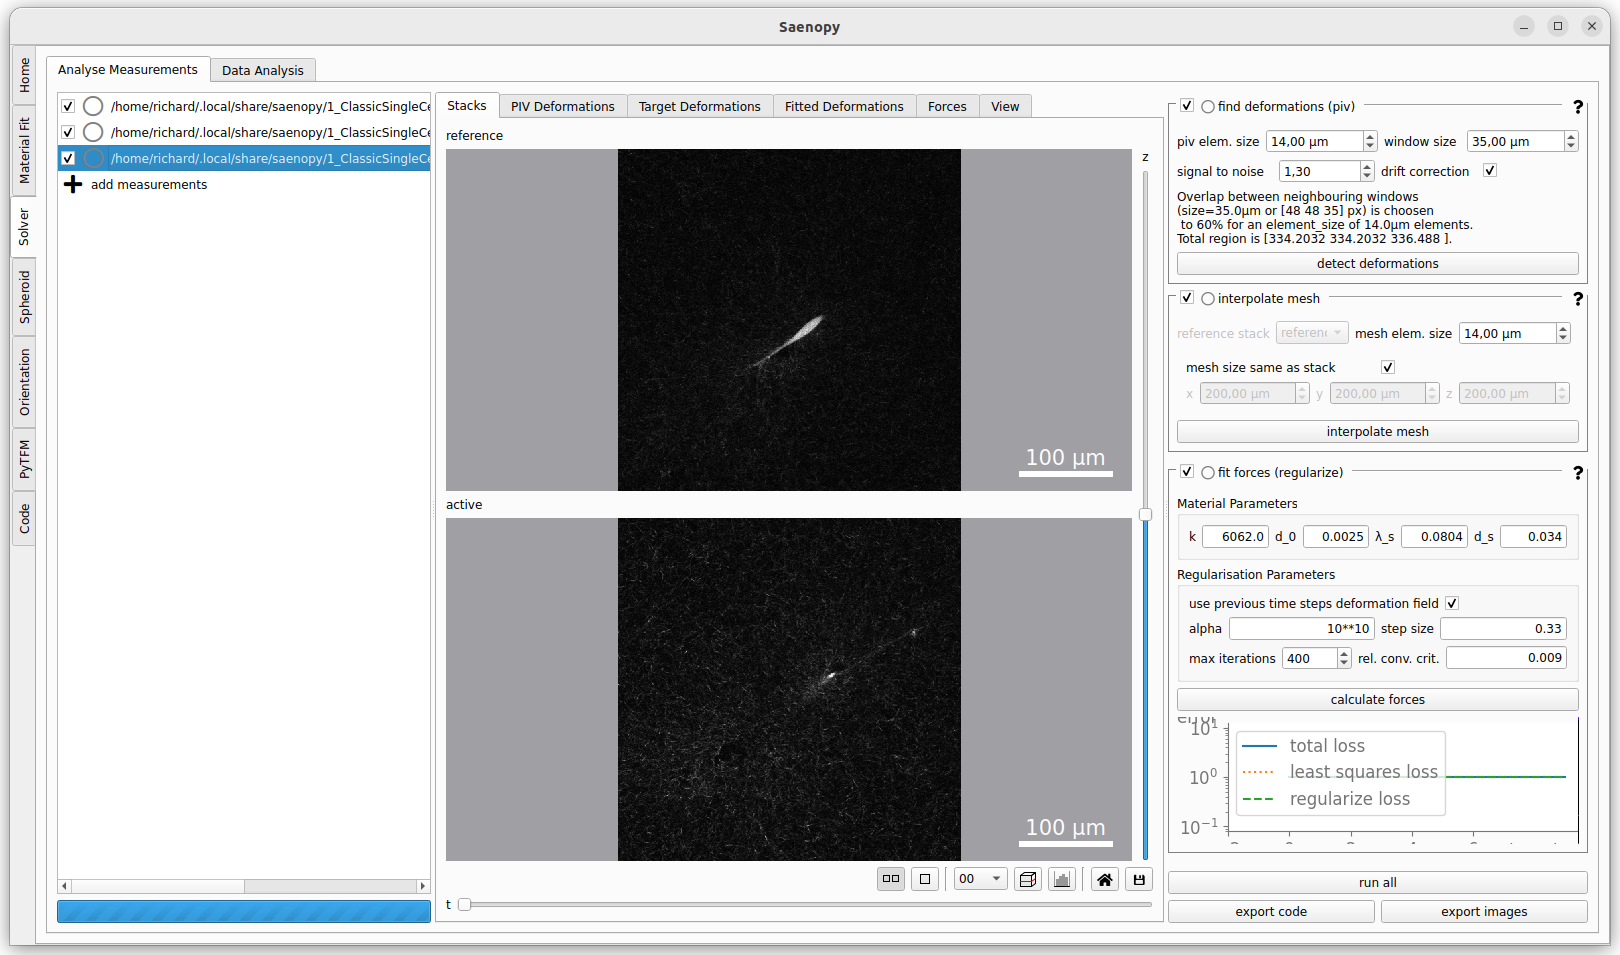 Saenopy
Home
Material Fit
Solver
Spheroid
Orientation
PyTFM
Code
Analyse Measurements
Data Analysis
/home/richard/.local/share/saenopy/1_ClassicSingleCe
/home/richard/.local/share/saenopy/1_ClassicSingleCe
/home/richard/.local/share/saenopy/1_ClassicSingleCe
add measurements
Stacks
PIV Deformations
Target Deformations
Fitted Deformations
Forces
View
reference
z
100 µm
active
100 µm
00
t
find deformations (piv)
?
piv elem. size 14,00 µm window size 35,00 µm
signal to noise 1,30 drift correction
Overlap between neighbouring windows
(size=35.0µm or [48 48 35] px) is choosen
to 60% for an element_size of 14.0µm elements.
Total region is [334.2032 334.2032 336.488 ].
detect deformations
interpolate mesh
?
reference stack referenc mesh elem. size 14,00 µm
mesh size same as stack
x 200,00 µm y 200,00 µm z 200,00 µm
interpolate mesh
fit forces (regularize)
?
Material Parameters
k 6062.0 d_0 0.0025 λ_s 0.0804 d_s 0.034
Regularisation Parameters
use previous time steps deformation field
alpha 10**10 step size 0.33
max iterations 400 rel. conv. crit. 0.009
calculate forces
error
10¹
10⁰
10⁻¹
total loss
least squares loss
regularize loss
run all
export code
export images